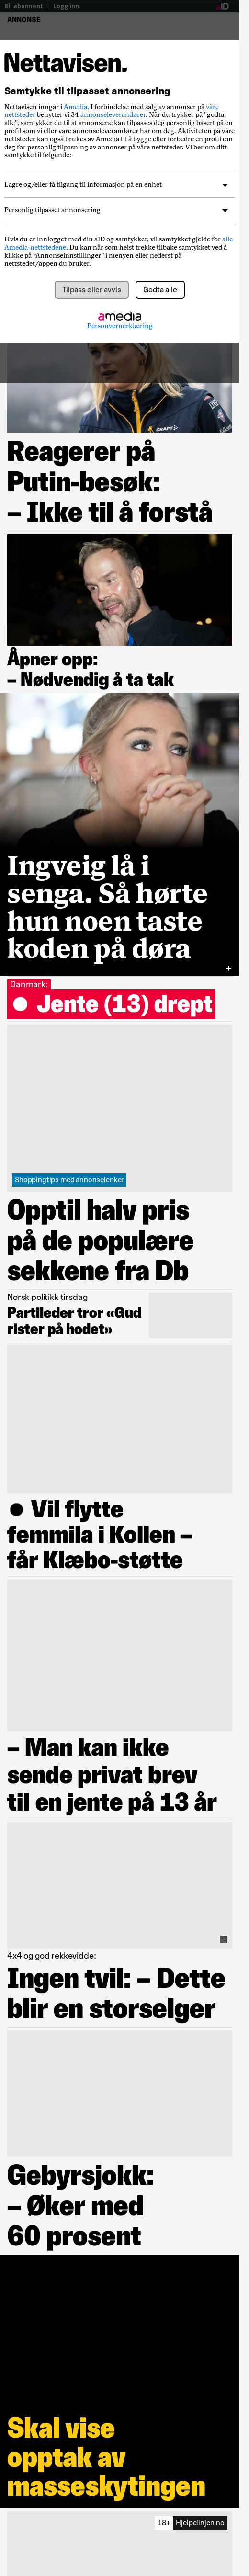 Bli abonnent | Logg inn
ANNONSE
Nettavisen.
Samtykke til tilpasset annonsering
Nettavisen inngår i Amedia. I forbindelse med salg av annonser på våre
nettsteder benytter vi 34 annonseleverandører. Når du trykker på "godta
alle", samtykker du til at annonsene kan tilpasses deg personlig basert på en
profil som vi eller våre annonseleverandører har om deg. Aktiviteten på våre
nettsteder kan også brukes av Amedia til å bygge eller forbedre en profil om
deg for personlig annonsering på andre nettsteder. Vi ber om ditt
samtykke til følgende:
Lagre og/eller få tilgang til informasjon på en enhet
Personlig tilpasset annonsering
Hvis du er innlogget med din aID og samtykker, vil samtykket gjelde for alle
Amedia-nettstedene. Du kan når som helst trekke tilbake samtykket ved å
klikke på “Annonseinnstillinger” i menyen eller nederst på
nettstedet/appen du bruker.
Tilpass eller avvis
Godta alle
amedia
Personvernerklæring
Reagerer på
Putin-besøk:
– Ikke til å forstå
Åpner opp:
– Nødvendig å ta tak
Ingveig lå i
senga. Så hørte
hun noen taste
koden på døra
Danmark:
● Jente (13) drept
Shoppingtips med annonselenker
Opptil halv pris
på de populære
sekkene fra Db
Norsk politikk tirsdag
Partileder tror «Gud
rister på hodet»
● Vil flytte
femmila i Kollen –
får Klæbo-støtte
– Man kan ikke
sende privat brev
til en jente på 13 år
4x4 og god rekkevidde:
Ingen tvil: – Dette
blir en storselger
Gebyrsjokk:
– Øker med
60 prosent
Skal vise
opptak av
masseskytingen
18+ Hjelpelinjen.no